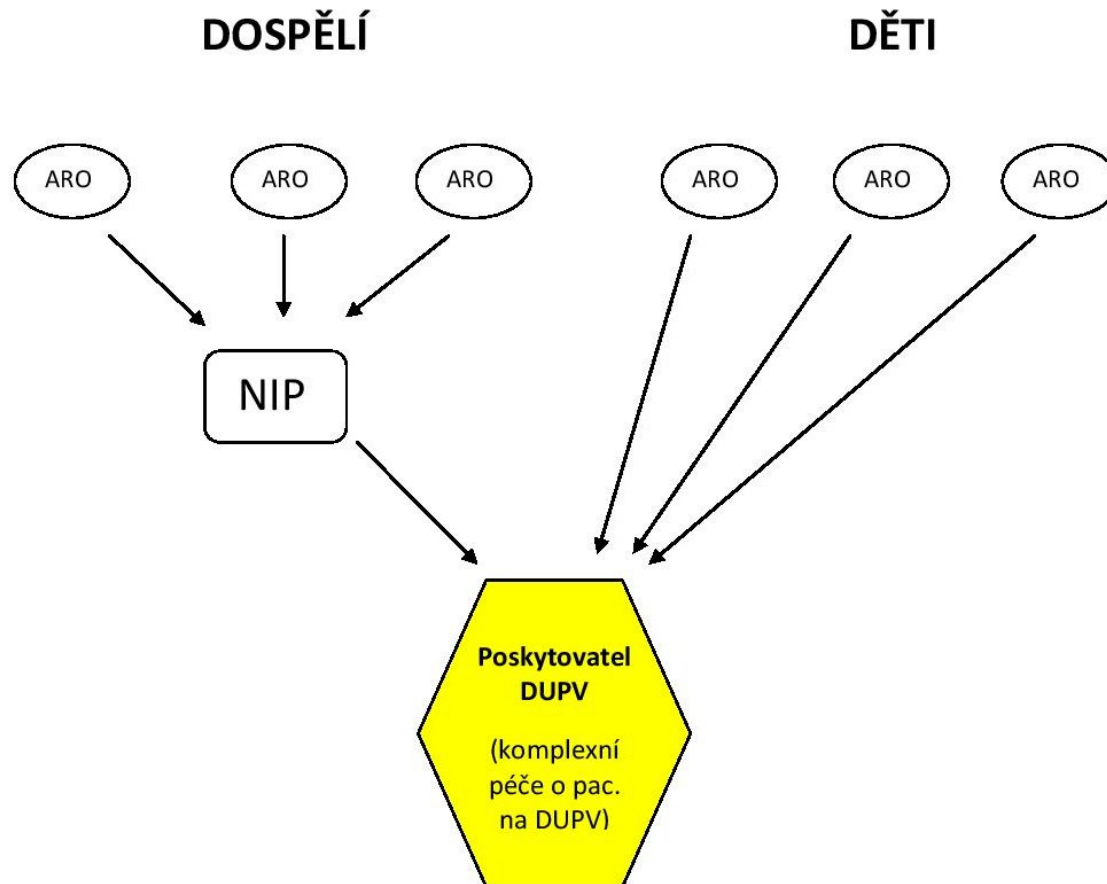 DOSPĚLÍ
DĚTI
ARO
ARO
ARO
ARO
ARO
ARO
NIP
Poskytovatel
DUPV
(komplexní
péče o pac.
na DUPV)